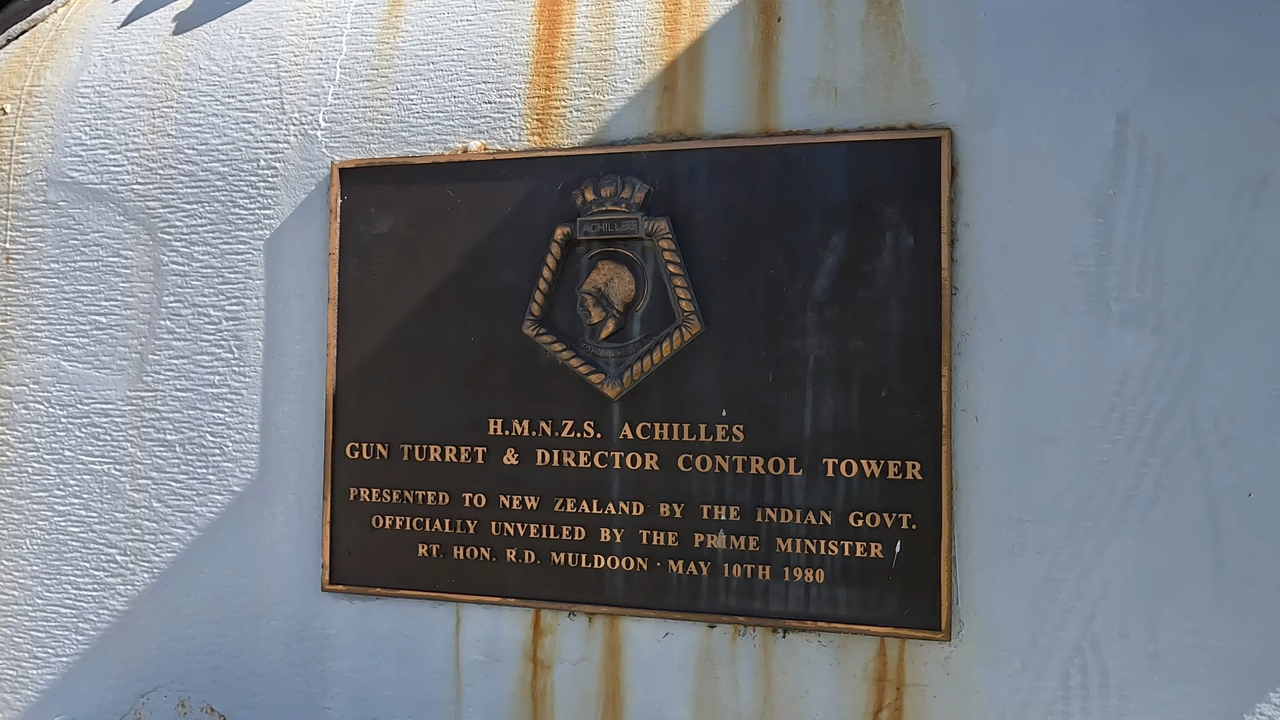 ACHILLES
H.M.N.Z.S. ACHILLES
GUN TURRET & DIRECTOR CONTROL TOWER
PRESENTED TO NEW ZEALAND BY THE INDIAN GOVT.
OFFICIALLY UNVEILED BY THE PRIME MINISTER
RT. HON. R.D. MULDOON · MAY 10TH 1980